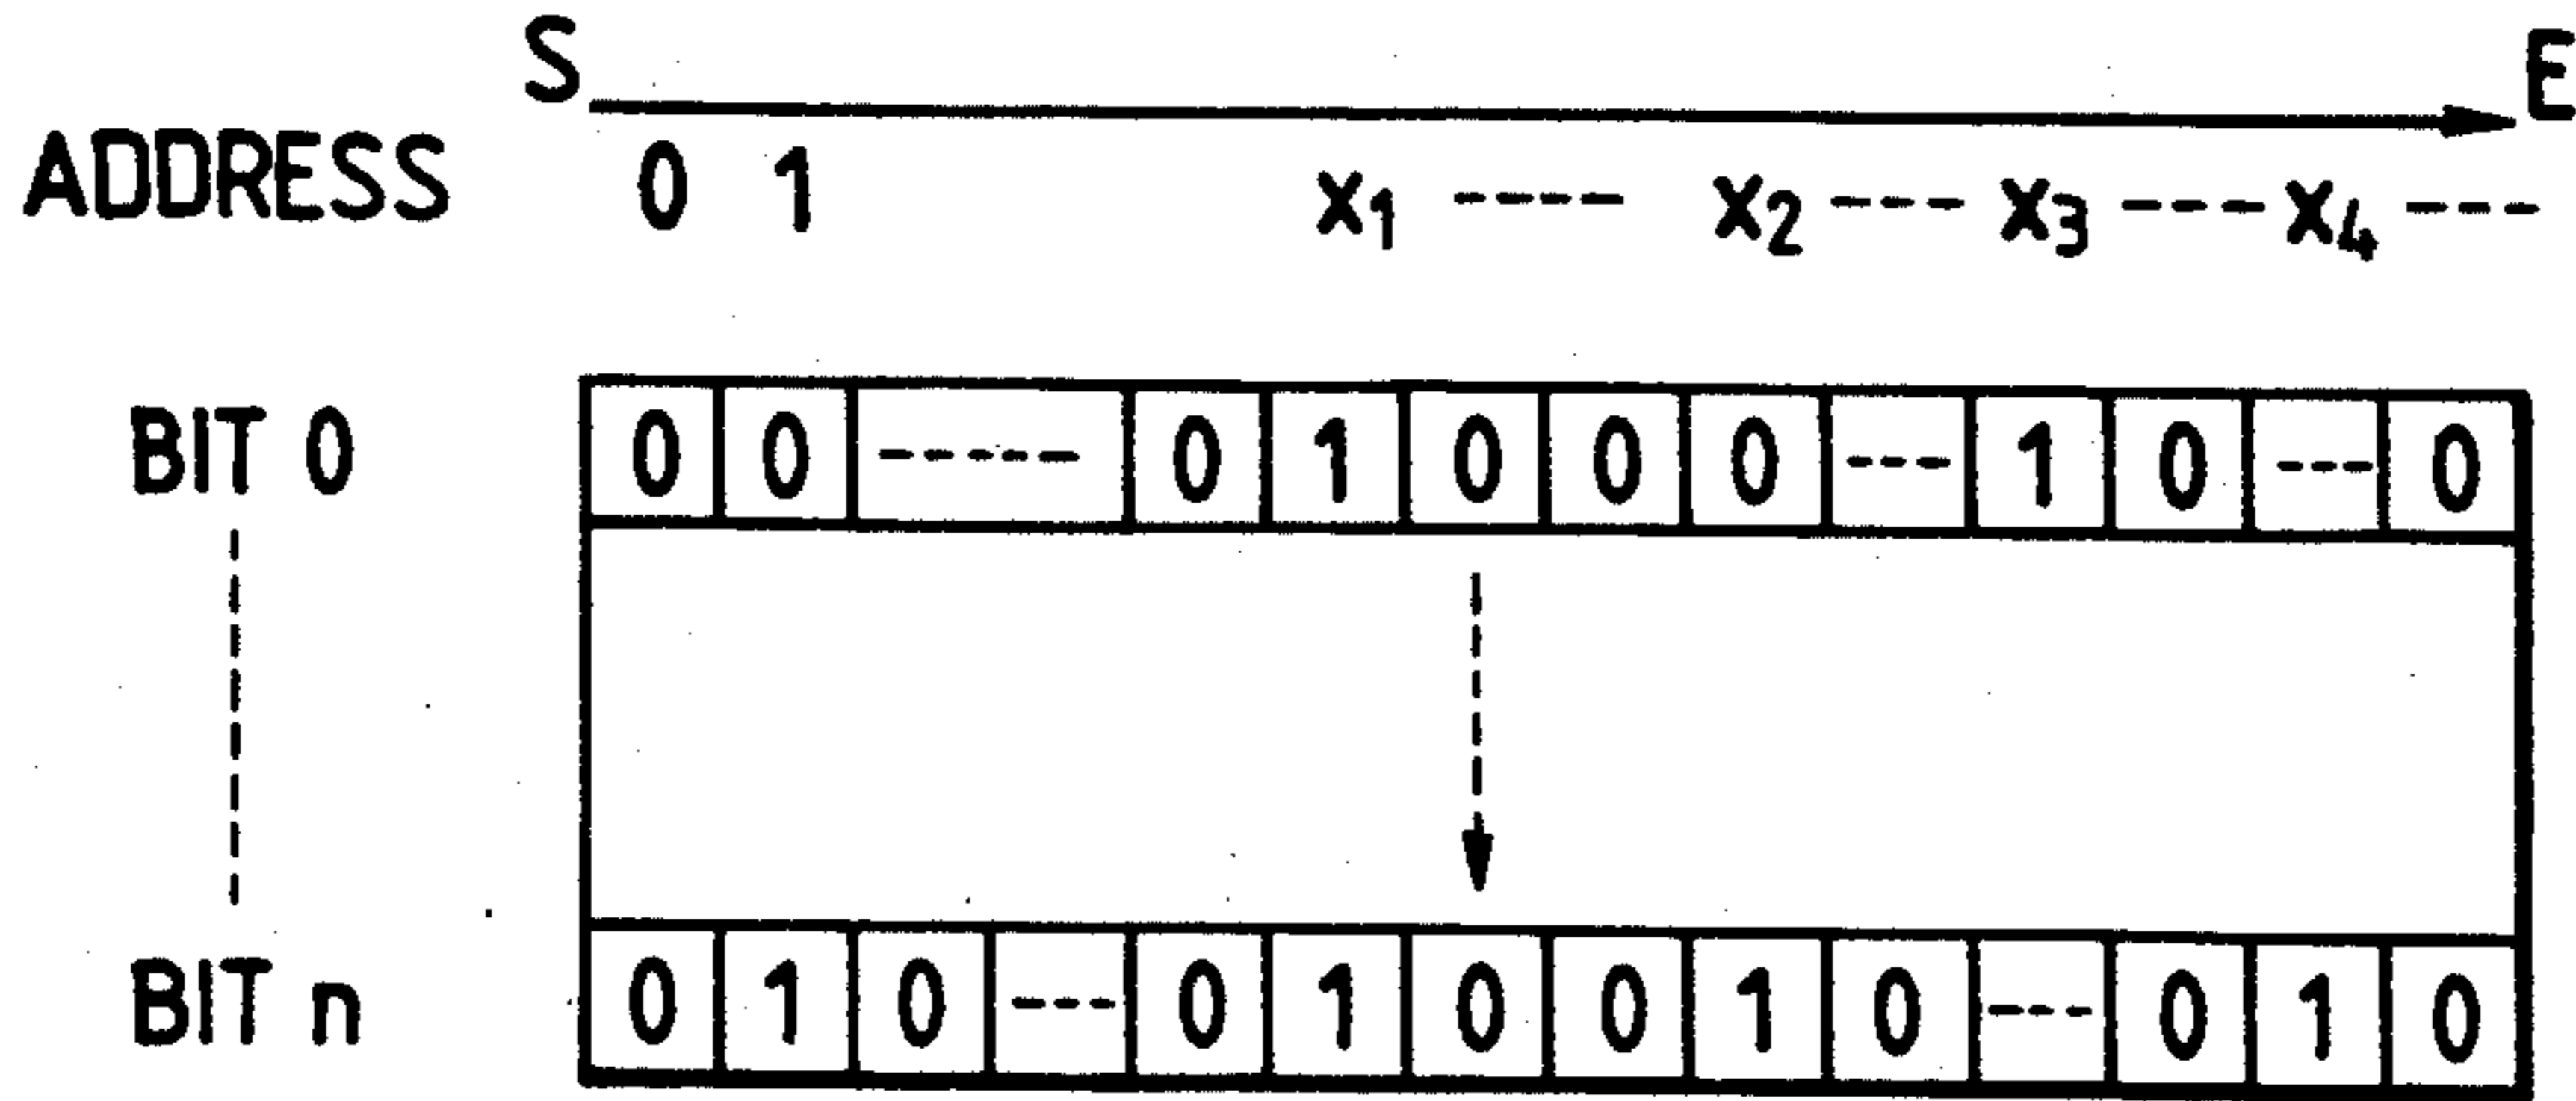 S E
ADDRESS 0 1 x₁ ----- x₂ --- x₃ ---- x₄ ---
BIT 0 0 0 ----- 0 1 0 0 0 --- 1 0 --- 0
BIT n 0 1 0 --- 0 1 0 0 1 0 --- 0 1 0